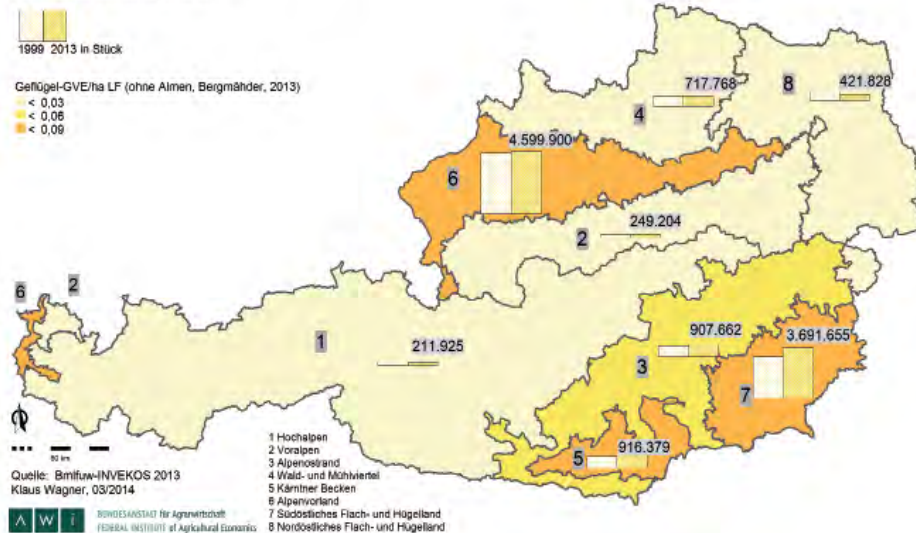 1999 2013 in Stück
Geflügel-GVE/ha LF (ohne Almen, Bergmähder, 2013)
< 0,03
< 0,06
< 0,09
717.768
4
8
421.828
4.599.900
6
249.204
2
6
2
1
211.925
907.662
3
3.691.655
7
916.379
5
50 km
Quelle: Bmlfuw-INVEKOS 2013
Klaus Wagner, 03/2014
1 Hochalpen
2 Voralpen
3 Alpenostrand
4 Wald- und Mühlviertel
5 Kärntner Becken
6 Alpenvorland
7 Südöstliches Flach- und Hügelland
8 Nordöstliches Flach- und Hügelland
AWi
BUNDESANSTALT für Agrarwirtschaft
FEDERAL INSTITUTE of Agricultural Economics